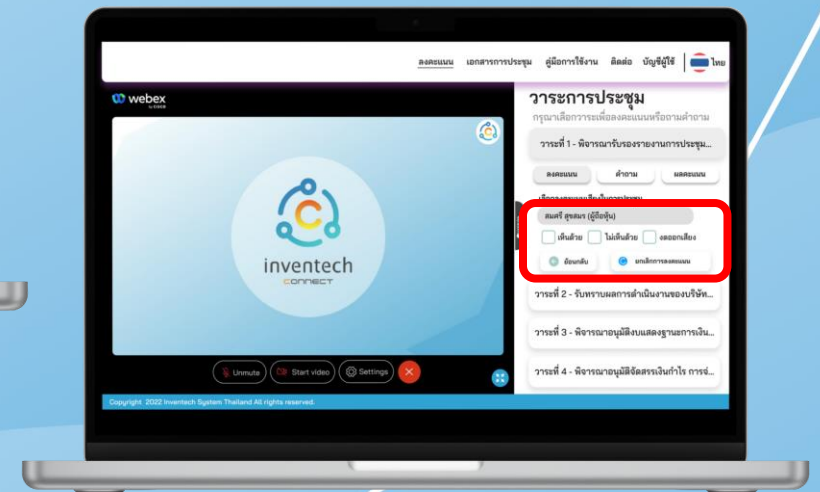 ลงคะแนน เอกสารการประชุม คู่มือการใช้งาน ติดต่อ บัญชีผู้ใช้ ไทย
webex
by CISCO
วาระการประชุม
กรุณาเลือกวาระเพื่อลงคะแนนหรือถามคำถาม
วาระที่ 1 - พิจารณารับรองรายงานการประชุม...
ลงคะแนน คำถาม ผลคะแนน
สมศรี สุขสมร (ผู้ถือหุ้น)
เห็นด้วย ไม่เห็นด้วย งดออกเสียง
ย้อนกลับ ยกเลิกการลงคะแนน
inventech
CONNECT
วาระที่ 2 - รับทราบผลการดำเนินงานของบริษัท...
วาระที่ 3 - พิจารณาอนุมัติงบแสดงฐานะการเงิน...
วาระที่ 4 - พิจารณาอนุมัติจัดสรรเงินกำไร การจ่...
Unmute Start video Settings
Copyright 2022 Inventech System Thailand All rights reserved.